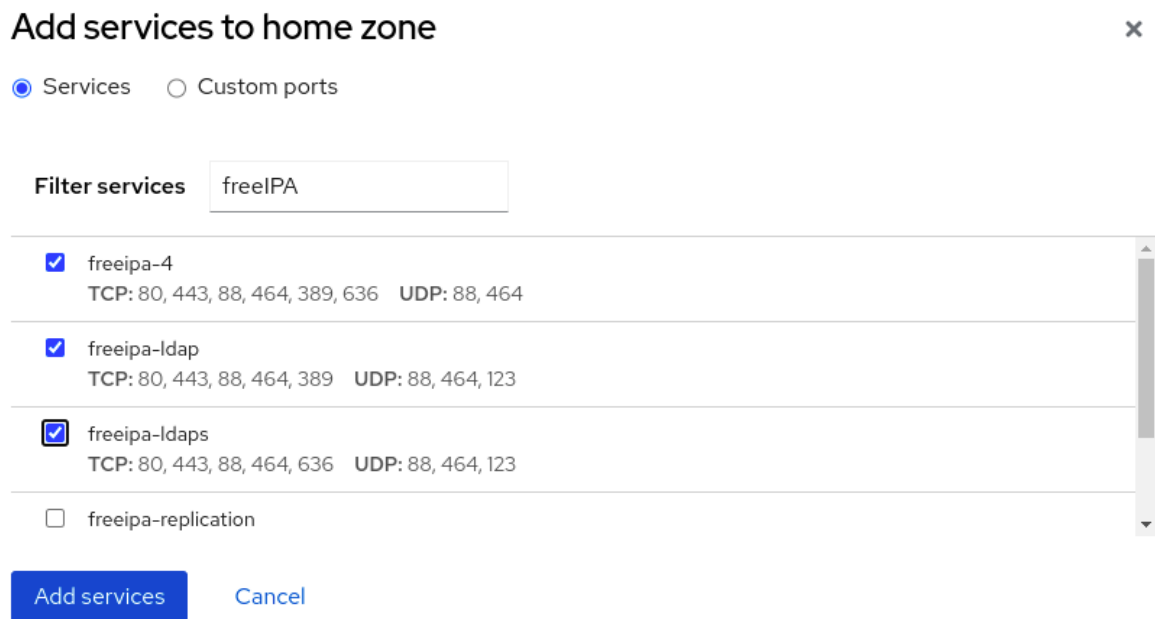 Add services to home zone
Services Custom ports
Filter services freeIPA
freeipa-4
TCP: 80, 443, 88, 464, 389, 636 UDP: 88, 464
freeipa-ldap
TCP: 80, 443, 88, 464, 389 UDP: 88, 464, 123
freeipa-ldaps
TCP: 80, 443, 88, 464, 636 UDP: 88, 464, 123
freeipa-replication
Add services Cancel